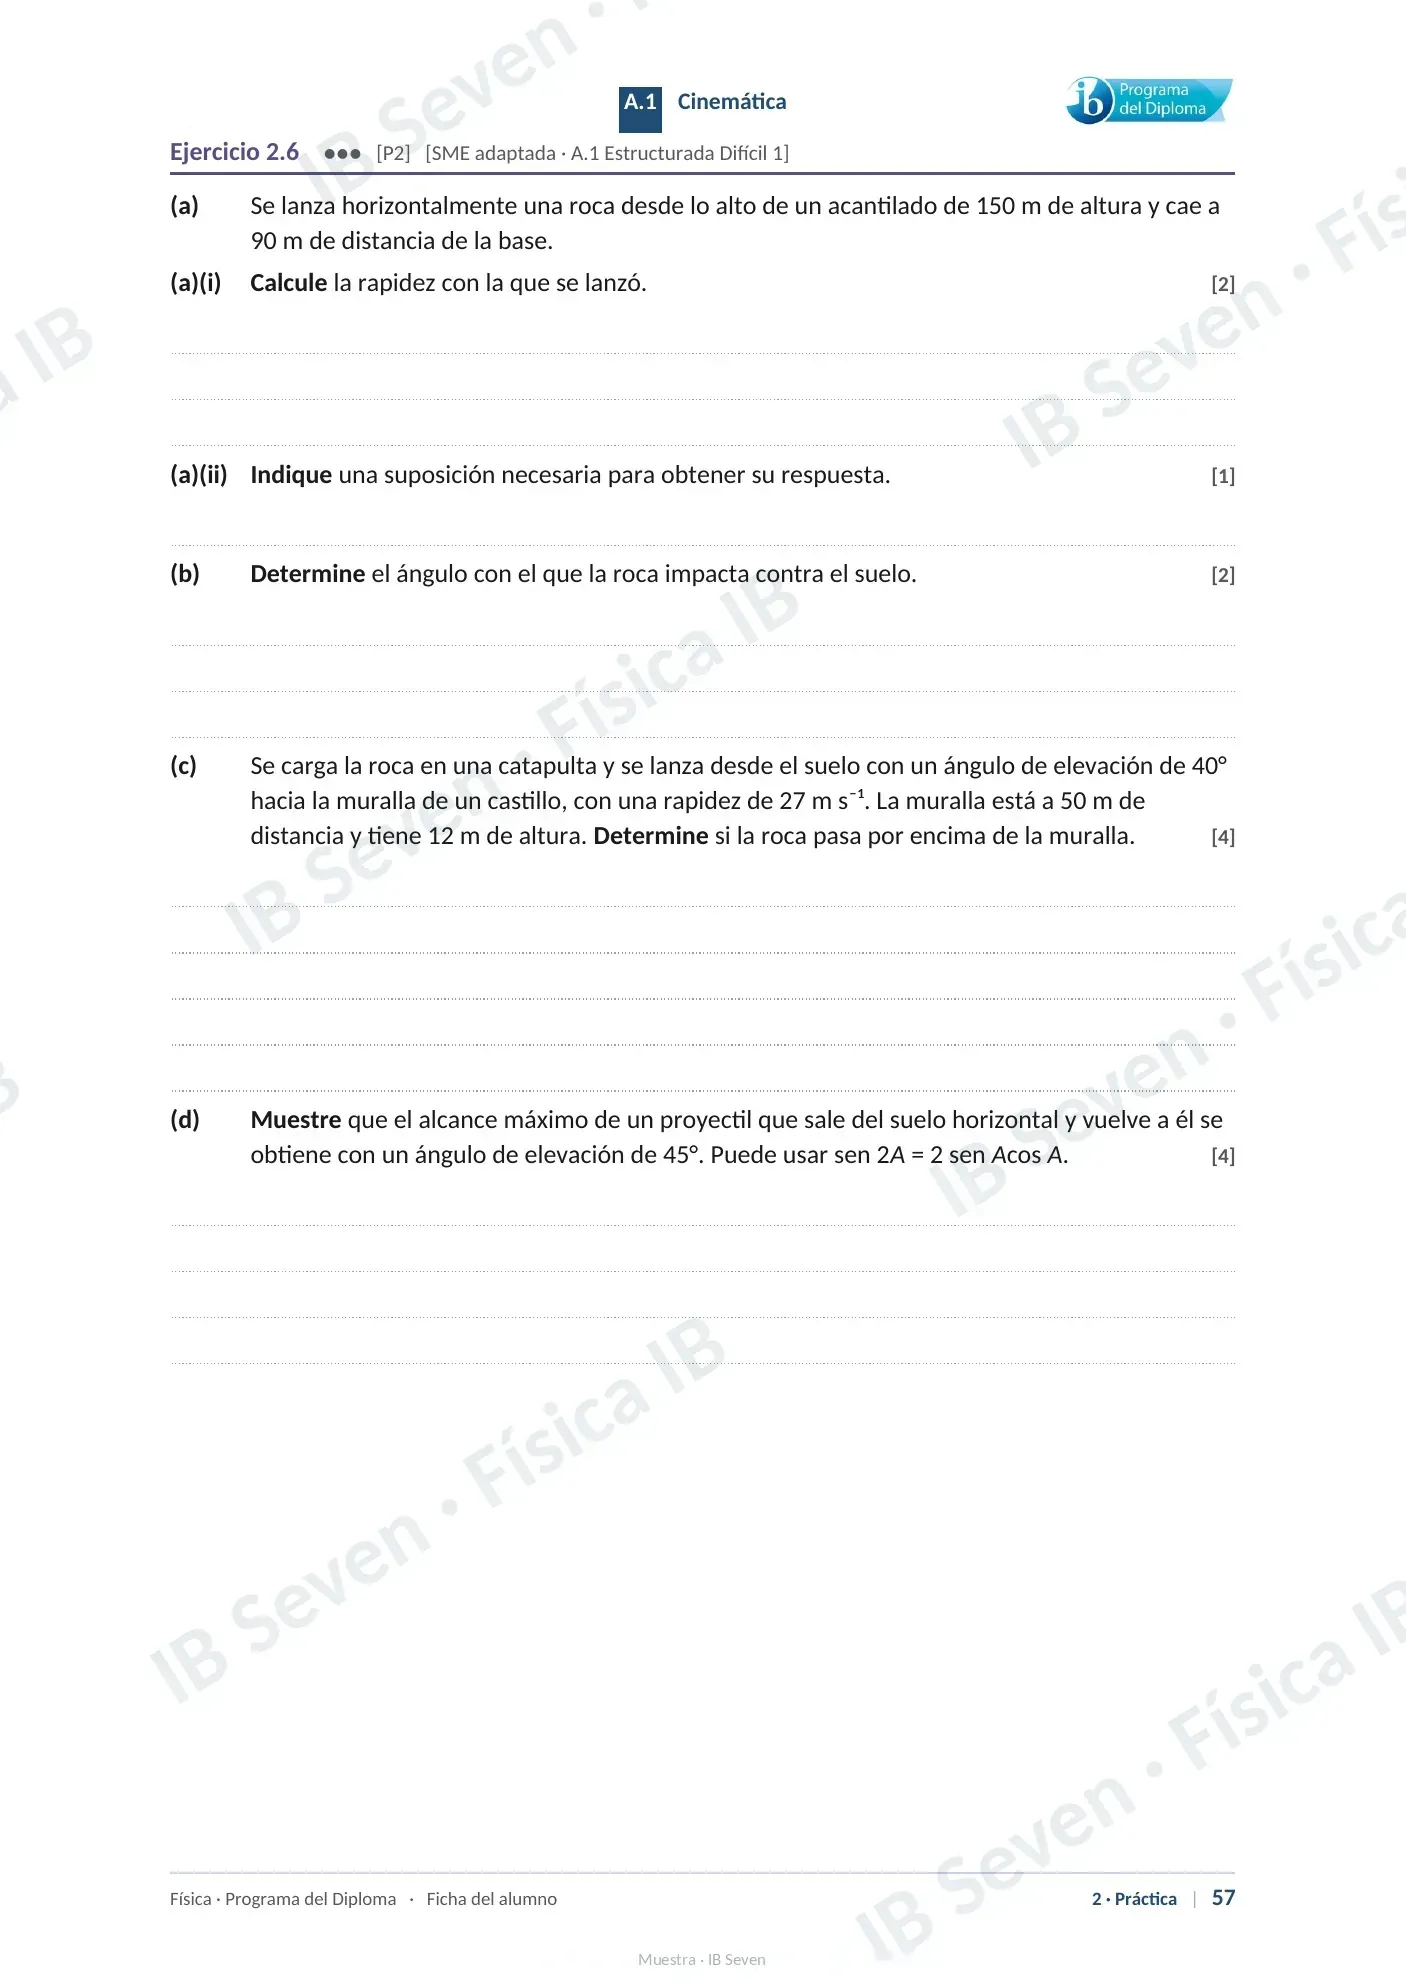 A.1 Cinemática
ib Programa
del Diploma
Ejercicio 2.6 ●●● [P2] [SME adaptada · A.1 Estructurada Difícil 1]
(a) Se lanza horizontalmente una roca desde lo alto de un acantilado de 150 m de altura y cae a
90 m de distancia de la base.
(a)(i) Calcule la rapidez con la que se lanzó. [2]
(a)(ii) Indique una suposición necesaria para obtener su respuesta. [1]
(b) Determine el ángulo con el que la roca impacta contra el suelo. [2]
(c) Se carga la roca en una catapulta y se lanza desde el suelo con un ángulo de elevación de 40°
hacia la muralla de un castillo, con una rapidez de 27 m s⁻¹. La muralla está a 50 m de
distancia y tiene 12 m de altura. Determine si la roca pasa por encima de la muralla. [4]
(d) Muestre que el alcance máximo de un proyectil que sale del suelo horizontal y vuelve a él se
obtiene con un ángulo de elevación de 45°. Puede usar sen 2A = 2 sen Acos A. [4]
IB Seven · Física IB
IB Seven · Física IB
IB Seven · Física IB
IB Seven · Física
IB Seven · Física
IB Seven ·
Física · Programa del Diploma · Ficha del alumno
2 · Práctica | 57
Muestra · IB Seven